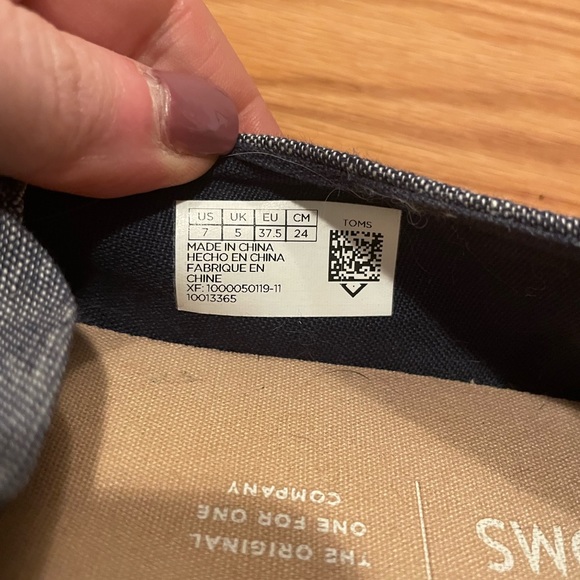 US UK EU CM
7 5 37.5 24
MADE IN CHINA
HECHO EN CHINA
FABRIQUE EN
CHINE
XF: 1000050119-11
10013365
TOMS
THE ORIGINAL
ONE FOR ONE
COMPANY
OMS